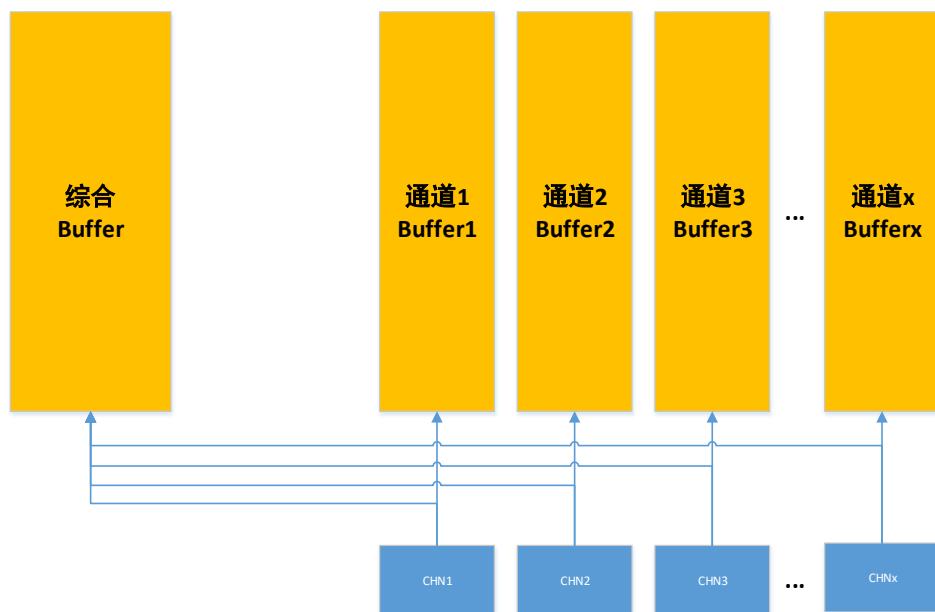 综合
Buffer
通道1
Buffer1
通道2
Buffer2
通道3
Buffer3
...
通道x
Bufferx
CHN1
CHN2
CHN3
...
CHNx